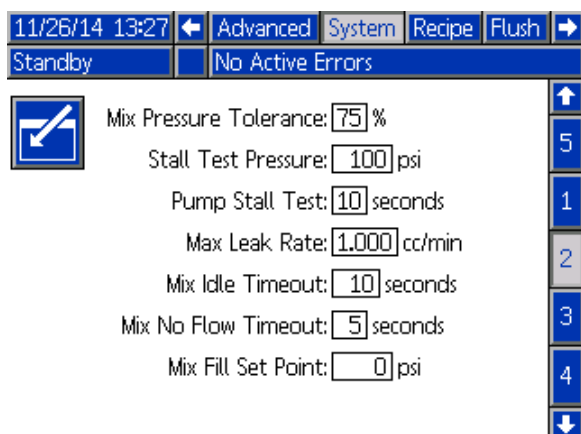 11/26/14 13:27 Advanced System Recipe Flush
Standby No Active Errors
Mix Pressure Tolerance: 75 %
Stall Test Pressure: 100 psi
Pump Stall Test: 10 seconds
Max Leak Rate: 1.000 cc/min
Mix Idle Timeout: 10 seconds
Mix No Flow Timeout: 5 seconds
Mix Fill Set Point: 0 psi
5
1
2
3
4